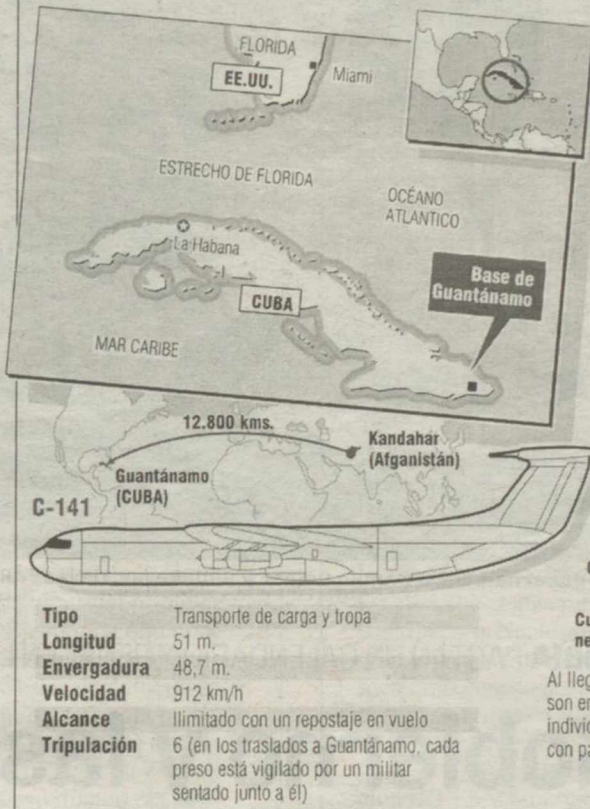 FLORIDA
EE.UU.
Miami
ESTRECHO DE FLORIDA
OCÉANO
ATLANTICO
La Habana
CUBA
Base de
Guantánamo
MAR CARIBE
12.800 kms.
Kandahar
(Afganistán)
Guantánamo
(CUBA)
C-141
Tipo Transporte de carga y tropa
Longitud 51 m.
Envergadura 48,7 m.
Velocidad 912 km/h
Alcance Ilimitado con un repostaje en vuelo
Tripulación 6 (en los traslados a Guantánamo, cada
preso está vigilado por un militar
sentado junto a él)
Al lleg
son en
individ
con pa